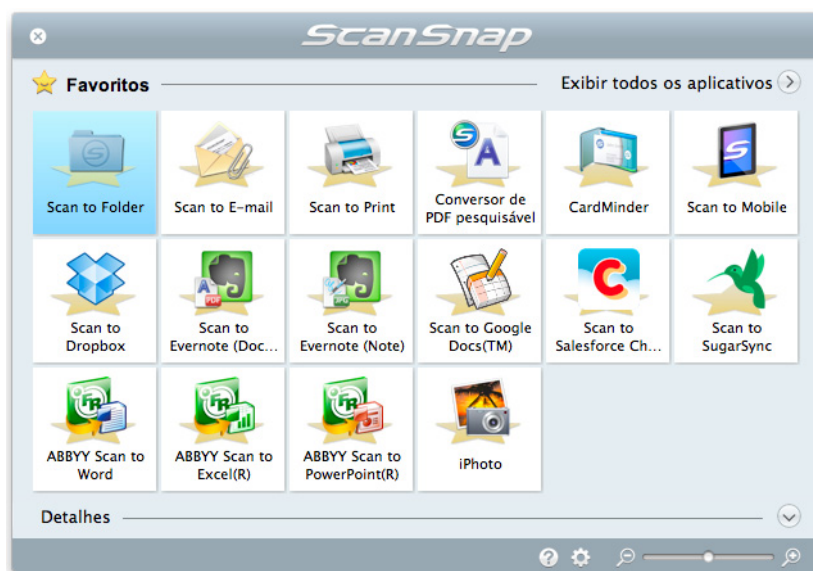 ScanSnap
Favoritos
Exibir todos os aplicativos
Scan to Folder
Scan to E-mail
Scan to Print
Conversor de
PDF pesquisável
CardMinder
Scan to Mobile
Scan to
Dropbox
Scan to
Evernote (Doc...
Scan to
Evernote (Note)
Scan to Google
Docs(TM)
Scan to
Salesforce Ch...
Scan to
SugarSync
ABBYY Scan to
Word
ABBYY Scan to
Excel(R)
ABBYY Scan to
PowerPoint(R)
iPhoto
Detalhes